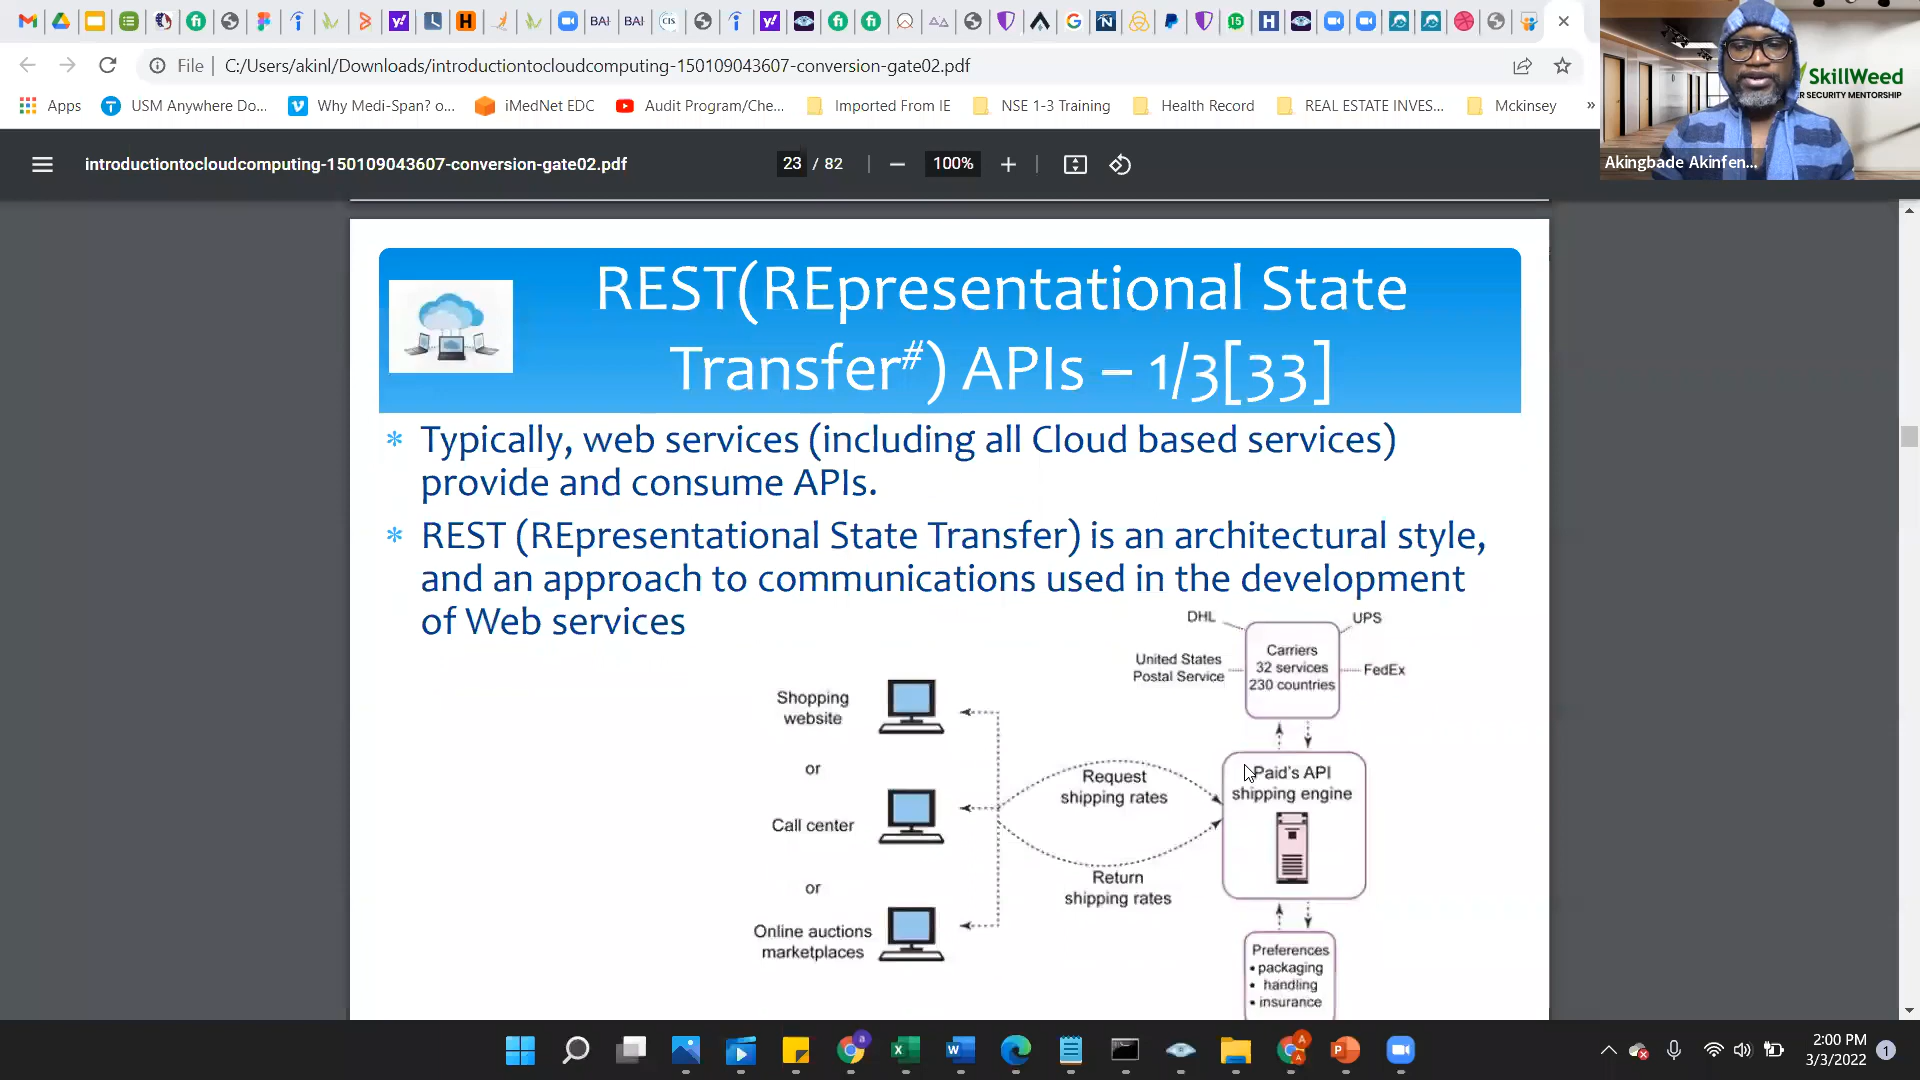 BAI
BAI
CIS
15
File
C:/Users/akinl/Downloads/introductiontocloudcomputing-150109043607-conversion-gate02.pdf
Apps
USM Anywhere Do...
Why Medi-Span? o...
iMedNet EDC
Audit Program/Che...
Imported From IE
NSE 1-3 Training
Health Record
REAL ESTATE INVES...
Mckinsey
»
SkillWeed
R SECURITY MENTORSHIP
Akingbade Akinfen...
introductiontocloudcomputing-150109043607-conversion-gate02.pdf
23 / 82
100%
REST(REpresentational State
Transfer#) APIs – 1/3[33]
* Typically, web services (including all Cloud based services)
provide and consume APIs.
* REST (REpresentational State Transfer) is an architectural style,
and an approach to communications used in the development
of Web services
DHL
UPS
United States
Postal Service
Carriers
32 services
230 countries
FedEx
Shopping
website
or
Call center
or
Online auctions
marketplaces
Request
shipping rates
Return
shipping rates
Paid's API
shipping engine
Preferences
• packaging
• handling
• insurance
2:00 PM
3/3/2022
1